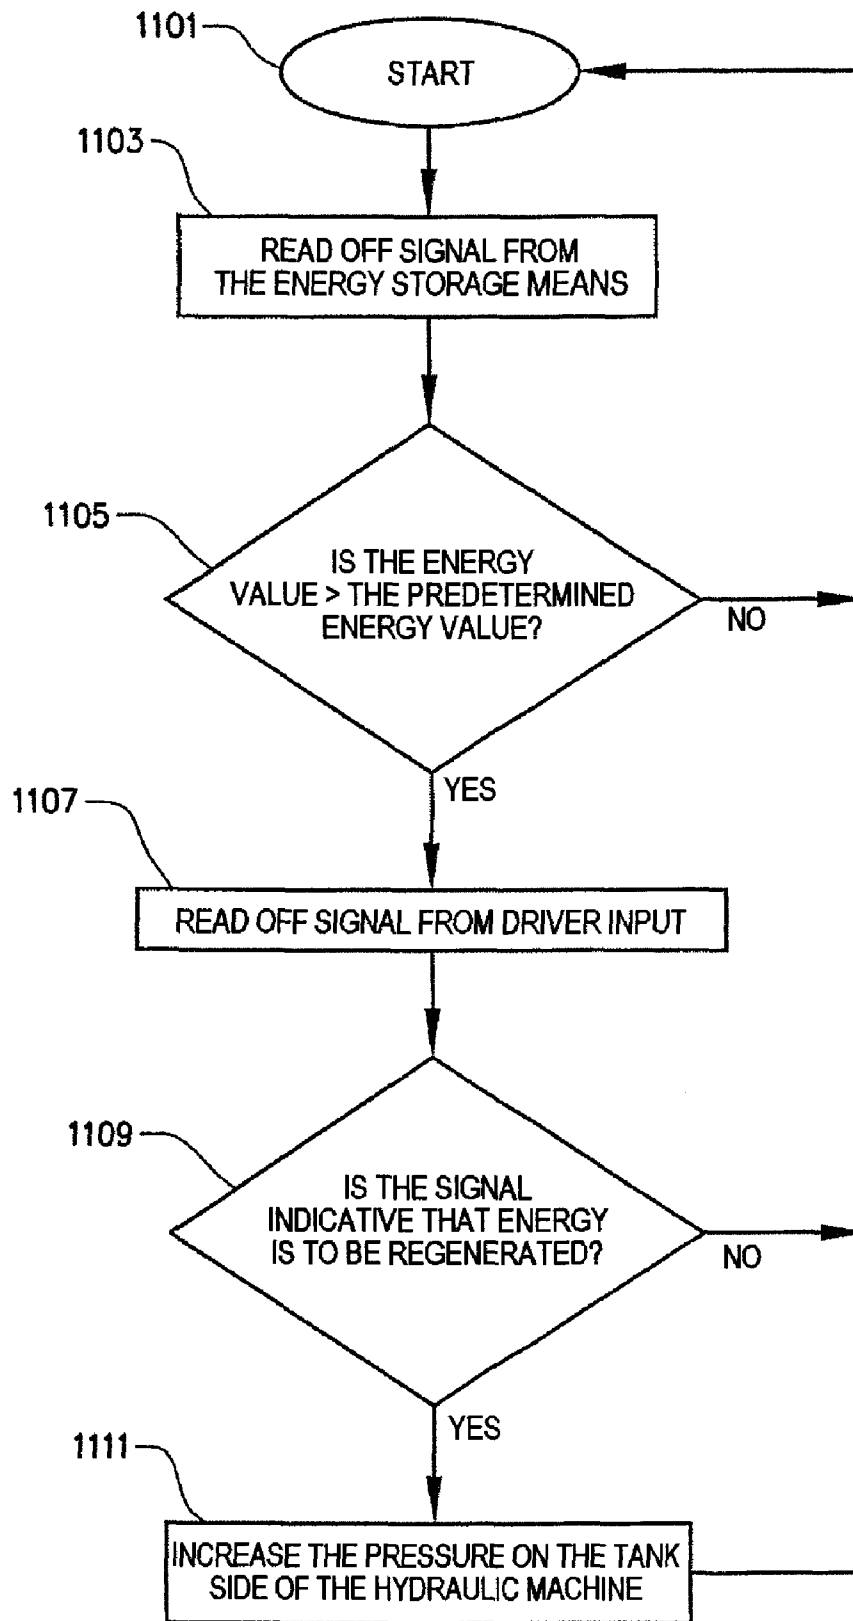 1101
START
1103
READ OFF SIGNAL FROM
THE ENERGY STORAGE MEANS
1105
IS THE ENERGY
VALUE > THE PREDETERMINED
ENERGY VALUE?
NO
YES
1107
READ OFF SIGNAL FROM DRIVER INPUT
1109
IS THE SIGNAL
INDICATIVE THAT ENERGY
IS TO BE REGENERATED?
NO
YES
1111
INCREASE THE PRESSURE ON THE TANK
SIDE OF THE HYDRAULIC MACHINE